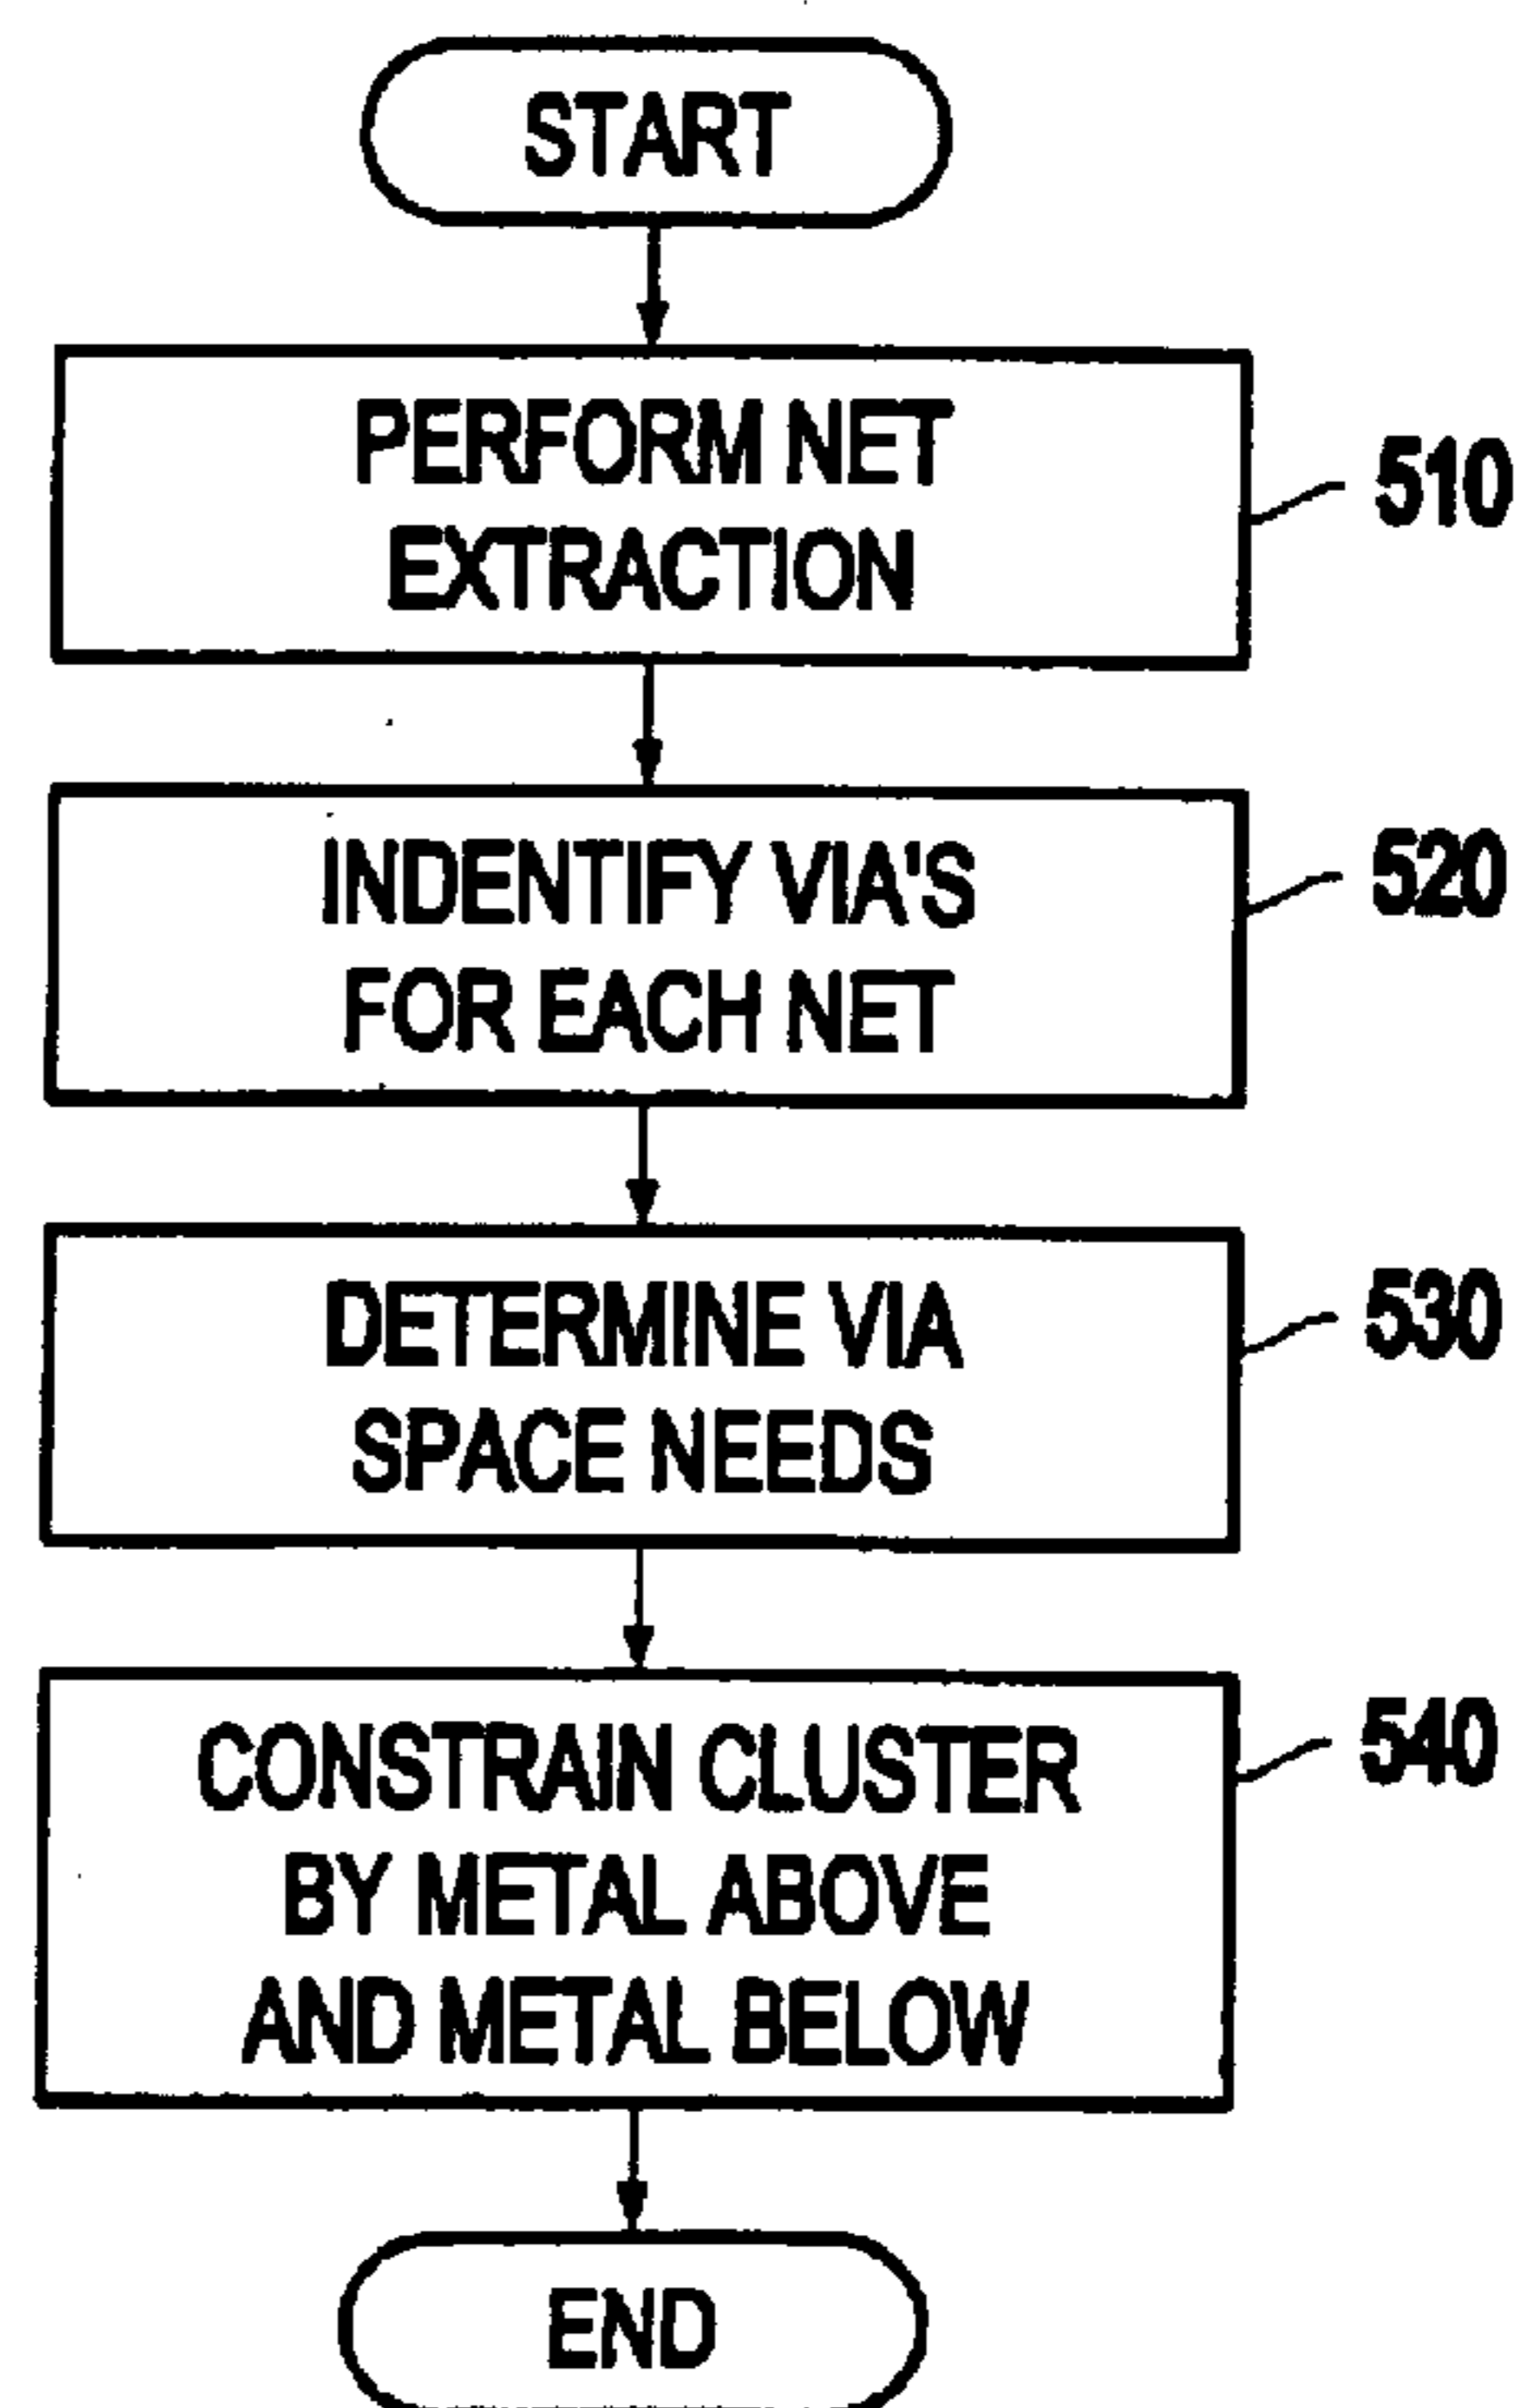 START
PERFORM NET
EXTRACTION
510
INDENTIFY VIA'S
FOR EACH NET
520
DETERMINE VIA
SPACE NEEDS
530
CONSTRAIN CLUSTER
BY METAL ABOVE
AND METAL BELOW
540
END